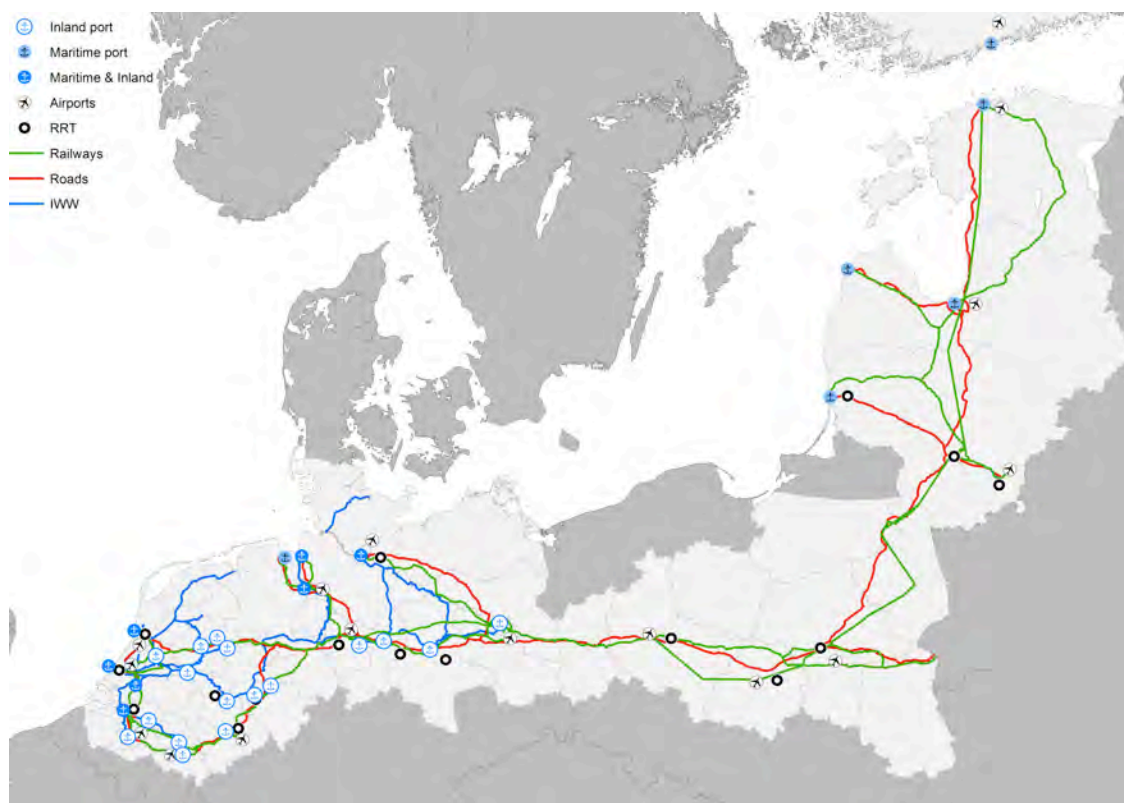 Inland port
Maritime port
Maritime & Inland
Airports
RRT
Railways
Roads
IWW